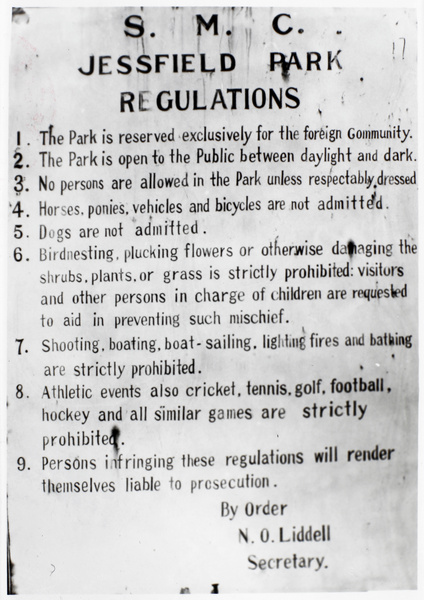 S. M. C.
JESSFIELD PARK
REGULATIONS
1. The Park is reserved exclusively for the foreign Community.
2. The Park is open to the Public between daylight and dark.
3. No persons are allowed in the Park unless respectably dressed
4. Horses, ponies, vehicles and bicycles are not admitted.
5. Dogs are not admitted.
6. Birdnesting, plucking flowers or otherwise damaging the
shrubs, plants, or grass is strictly prohibited: visitors
and other persons in charge of children are requested
to aid in preventing such mischief.
7. Shooting, boating, boat-sailing, lighting fires and bathing
are strictly prohibited.
8. Athletic events also cricket, tennis, golf, football,
hockey and all similar games are strictly
prohibited.
9. Persons infringing these regulations will render
themselves liable to prosecution.
By Order
N. O. Liddell
Secretary.